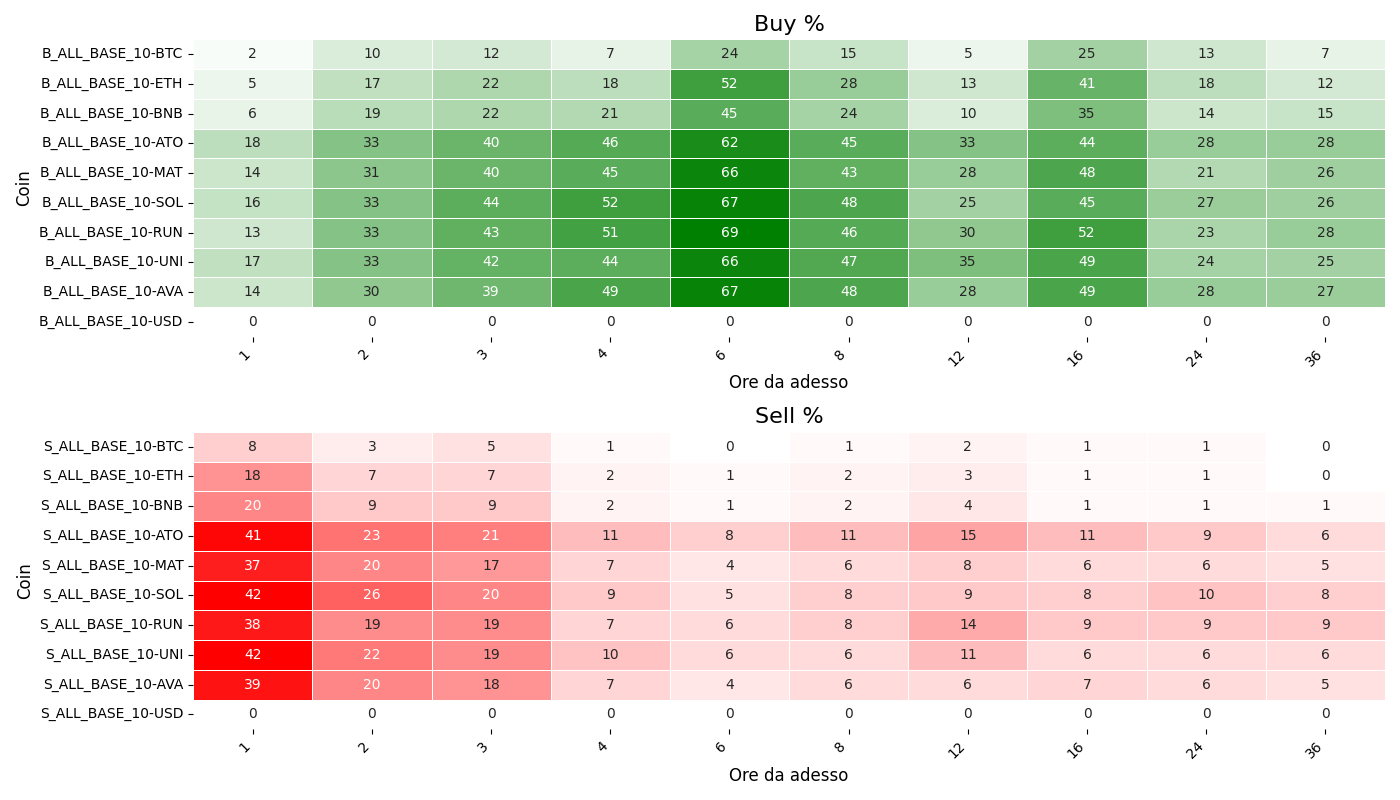 Buy %
Coin
B_ALL_BASE_10-BTC 2 10 12 7 24 15 5 25 13 7
B_ALL_BASE_10-ETH 5 17 22 18 52 28 13 41 18 12
B_ALL_BASE_10-BNB 6 19 22 21 45 24 10 35 14 15
B_ALL_BASE_10-ATO 18 33 40 46 62 45 33 44 28 28
B_ALL_BASE_10-MAT 14 31 40 45 66 43 28 48 21 26
B_ALL_BASE_10-SOL 16 33 44 52 67 48 25 45 27 26
B_ALL_BASE_10-RUN 13 33 43 51 69 46 30 52 23 28
B_ALL_BASE_10-UNI 17 33 42 44 66 47 35 49 24 25
B_ALL_BASE_10-AVA 14 30 39 49 67 48 28 49 28 27
B_ALL_BASE_10-USD 0 0 0 0 0 0 0 0 0 0
1 2 3 4 6 8 12 16 24 36
Ore da adesso
Sell %
Coin
S_ALL_BASE_10-BTC 8 3 5 1 0 1 2 1 1 0
S_ALL_BASE_10-ETH 18 7 7 2 1 2 3 1 1 0
S_ALL_BASE_10-BNB 20 9 9 2 1 2 4 1 1 1
S_ALL_BASE_10-ATO 41 23 21 11 8 11 15 11 9 6
S_ALL_BASE_10-MAT 37 20 17 7 4 6 8 6 6 5
S_ALL_BASE_10-SOL 42 26 20 9 5 8 9 8 10 8
S_ALL_BASE_10-RUN 38 19 19 7 6 8 14 9 9 9
S_ALL_BASE_10-UNI 42 22 19 10 6 6 11 6 6 6
S_ALL_BASE_10-AVA 39 20 18 7 4 6 6 7 6 5
S_ALL_BASE_10-USD 0 0 0 0 0 0 0 0 0 0
1 2 3 4 6 8 12 16 24 36
Ore da adesso